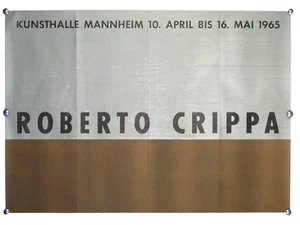 KUNSTHALLE MANNHEIM 10. APRIL BIS 16. MAI 1965
ROBERTO CRIPPA